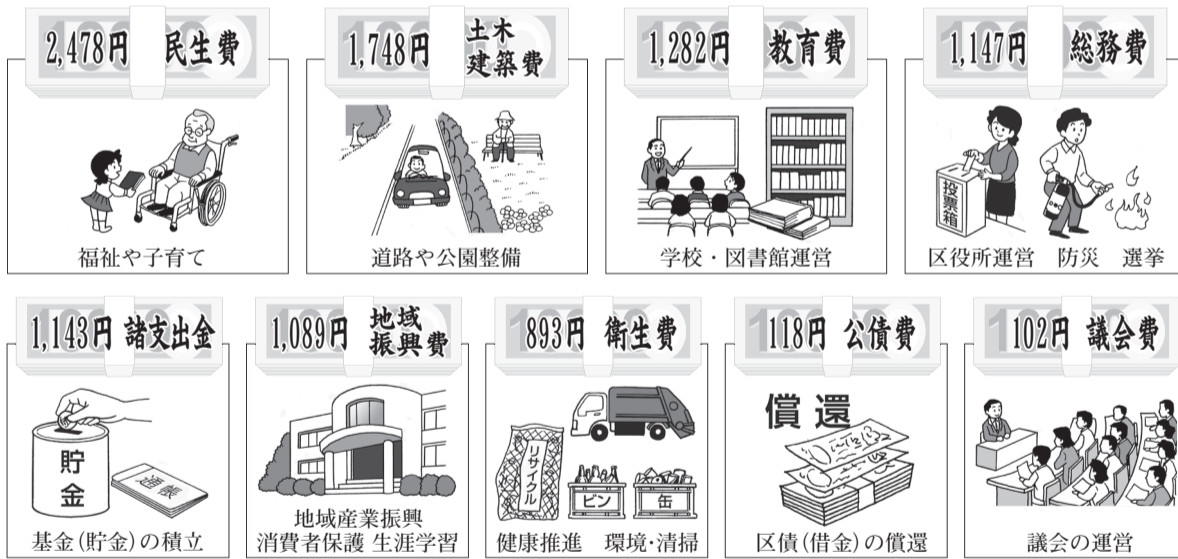 2,478円 民生費
福祉や子育て
1,748円 土木建築費
道路や公園整備
1,282円 教育費
学校・図書館運営
1,147円 総務費
投票箱
区役所運営 防災 選挙
1,143円 諸支出金
貯金
通帳
基金(貯金)の積立
1,089円 地域振興費
地域産業振興
消費者保護 生涯学習
893円 衛生費
リサイクル
ビン
缶
健康推進 環境・清掃
118円 公債費
償還
区債(借金)の償還
102円 議会費
議会の運営